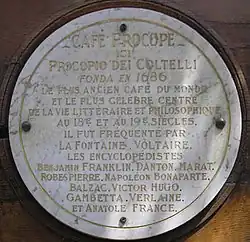 CAFÉ PROCOPE
ICI
PROCOPIO DEI COLTELLI
FONDA EN 1686
LE PLUS ANCIEN CAFÉ DU MONDE
ET LE PLUS CÉLÈBRE CENTRE
DE LA VIE LITTÉRAIRE ET PHILOSOPHIQUE
AU 18e ET AU 19e SIÈCLES.
IL FUT FRÉQUENTÉ PAR
LA FONTAINE, VOLTAIRE.
LES ENCYCLOPÉDISTES
BENJAMIN FRANKLIN, DANTON, MARAT,
ROBESPIERRE, NAPOLÉON BONAPARTE,
BALZAC, VICTOR HUGO,
GAMBETTA, VERLAINE
ET ANATOLE FRANCE.